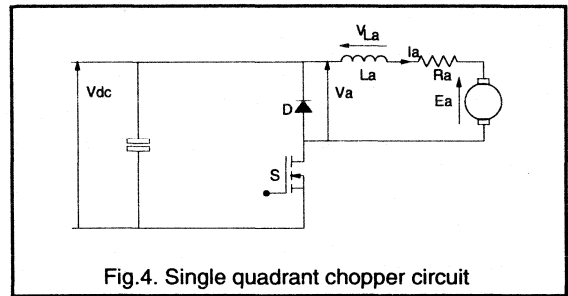 V_La
Ia
La
Ra
Vdc
D
Va
Ea
S
Fig.4. Single quadrant chopper circuit